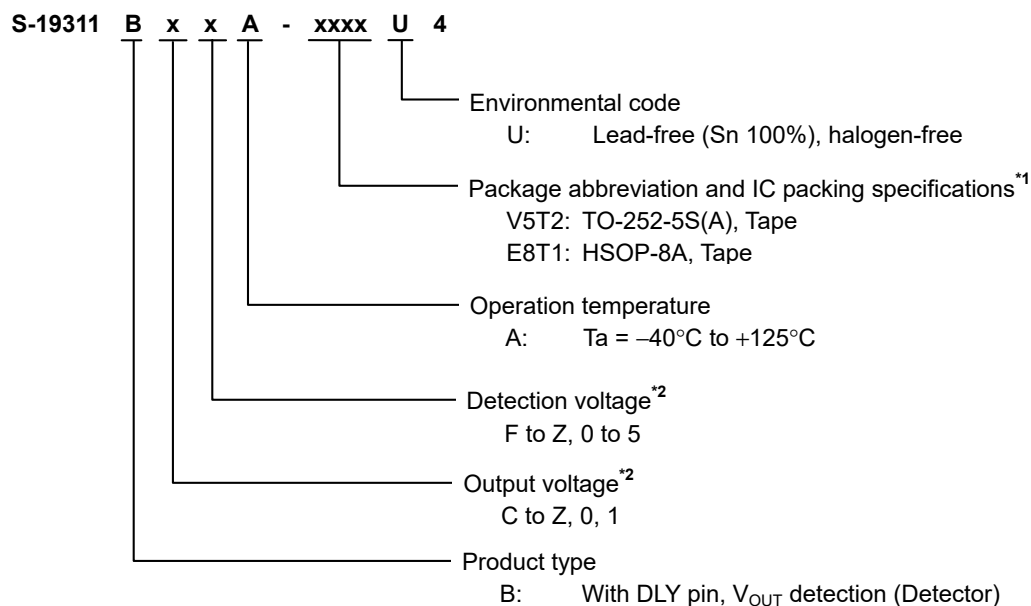 S-19311 B x x A - xxxx U 4
Environmental code
U: Lead-free (Sn 100%), halogen-free
Package abbreviation and IC packing specifications*1
V5T2: TO-252-5S(A), Tape
E8T1: HSOP-8A, Tape
Operation temperature
A: Ta = −40°C to +125°C
Detection voltage*2
F to Z, 0 to 5
Output voltage*2
C to Z, 0, 1
Product type
B: With DLY pin, VOUT detection (Detector)